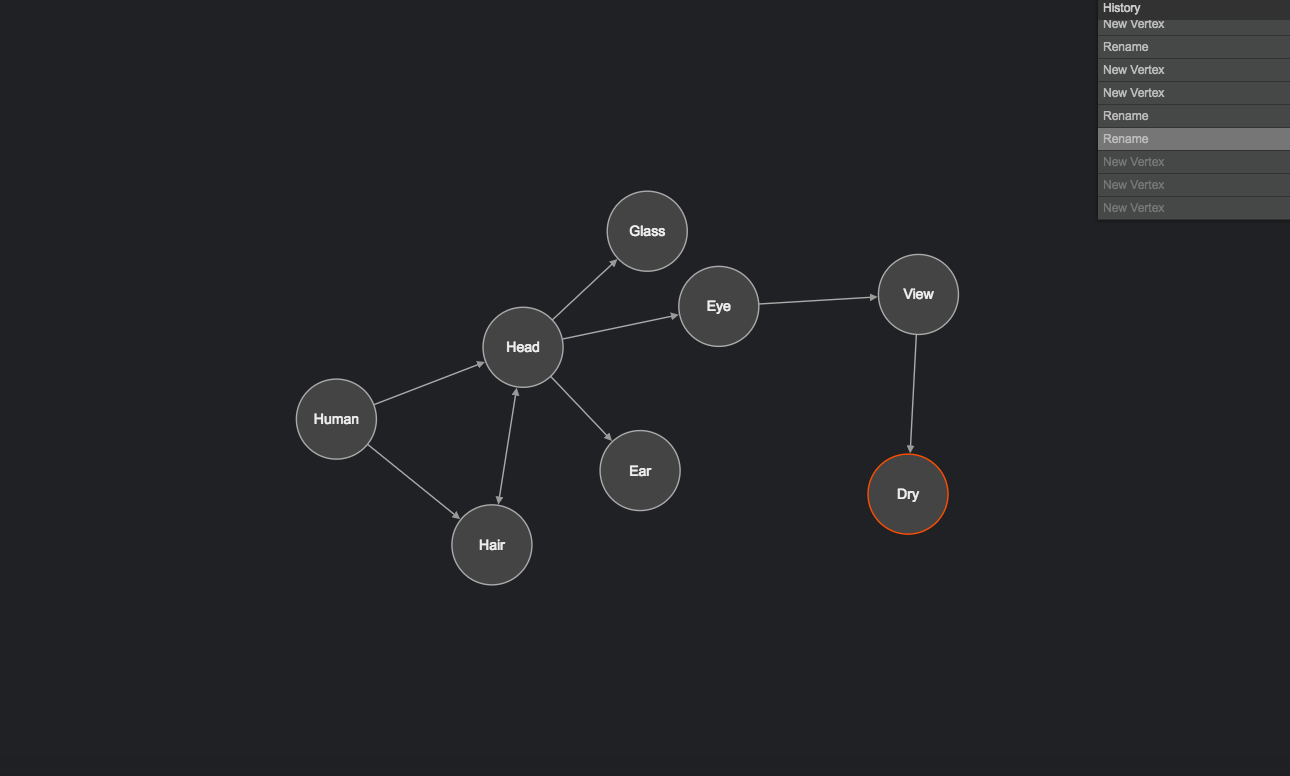 History
New Vertex
Rename
New Vertex
New Vertex
Rename
Rename
New Vertex
New Vertex
New Vertex
Glass
Eye
View
Head
Human
Ear
Dry
Hair